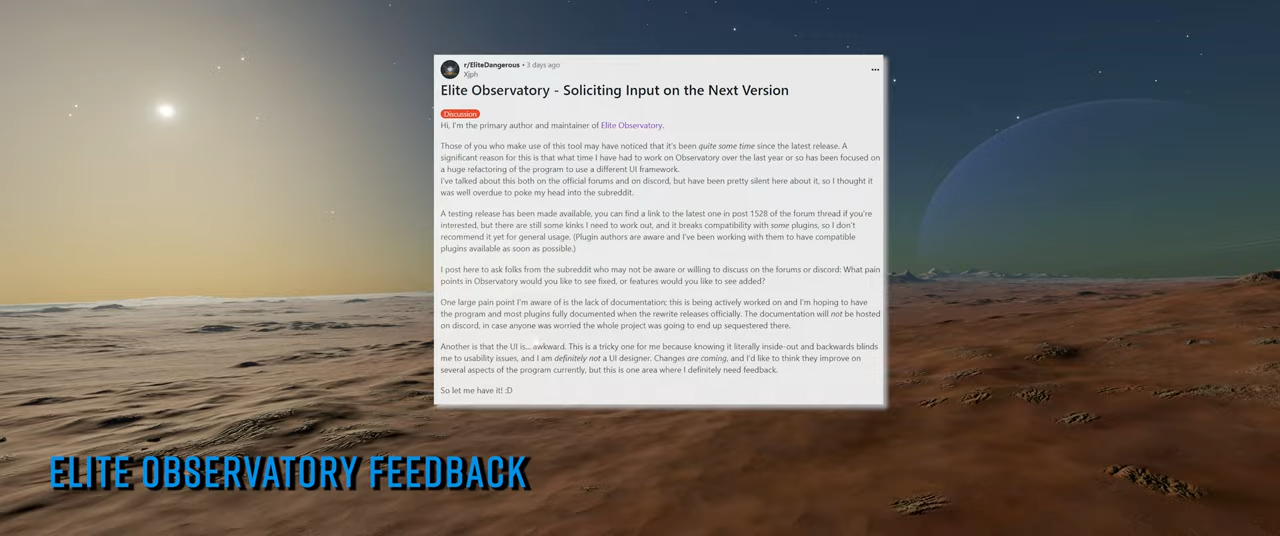 r/EliteDangerous • 3 days ago
Xjph
Elite Observatory - Soliciting Input on the Next Version
Discussion
Hi, I'm the primary author and maintainer of Elite Observatory.
Those of you who make use of this tool may have noticed that it's been quite some time since the latest release. A
significant reason for this is that what time I have had to work on Observatory over the last year or so has been focused on
a huge refactoring of the program to use a different UI framework.
I've talked about this both on the official forums and on discord, but have been pretty silent here about it, so I thought it
was well overdue to poke my head into the subreddit.
A testing release has been made available, you can find a link to the latest one in post 1528 of the forum thread if you're
interested, but there are still some kinks I need to work out, and it breaks compatibility with some plugins, so I don't
recommend it yet for general usage. (Plugin authors are aware and I've been working with them to have compatible
plugins available as soon as possible.)
I post here to ask folks from the subreddit who may not be aware or willing to discuss on the forums or discord: What pain
points in Observatory would you like to see fixed, or features would you like to see added?
One large pain point I'm aware of is the lack of documentation; this is being actively worked on and I'm hoping to have
the program and most plugins fully documented when the rewrite releases officially. The documentation will not be hosted
on discord, in case anyone was worried the whole project was going to end up sequestered there.
Another is that the UI is... awkward. This is a tricky one for me because knowing it literally inside-out and backwards blinds
me to usability issues, and I am definitely not a UI designer. Changes are coming, and I'd like to think they improve on
several aspects of the program currently, but this is one area where I definitely need feedback.
So let me have it! :D
ELITE OBSERVATORY FEEDBACK